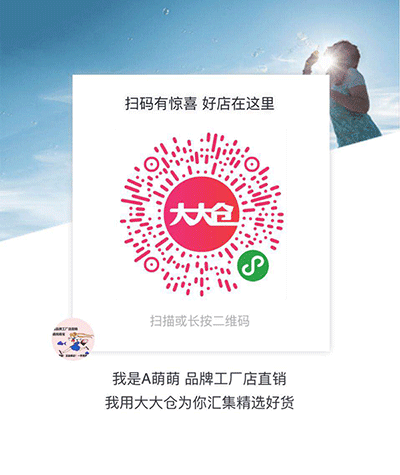 扫码有惊喜 好店在这里
大大仓
扫描或长按二维码
我是A萌萌 品牌工厂店直销
我用大大仓为你汇集精选好货